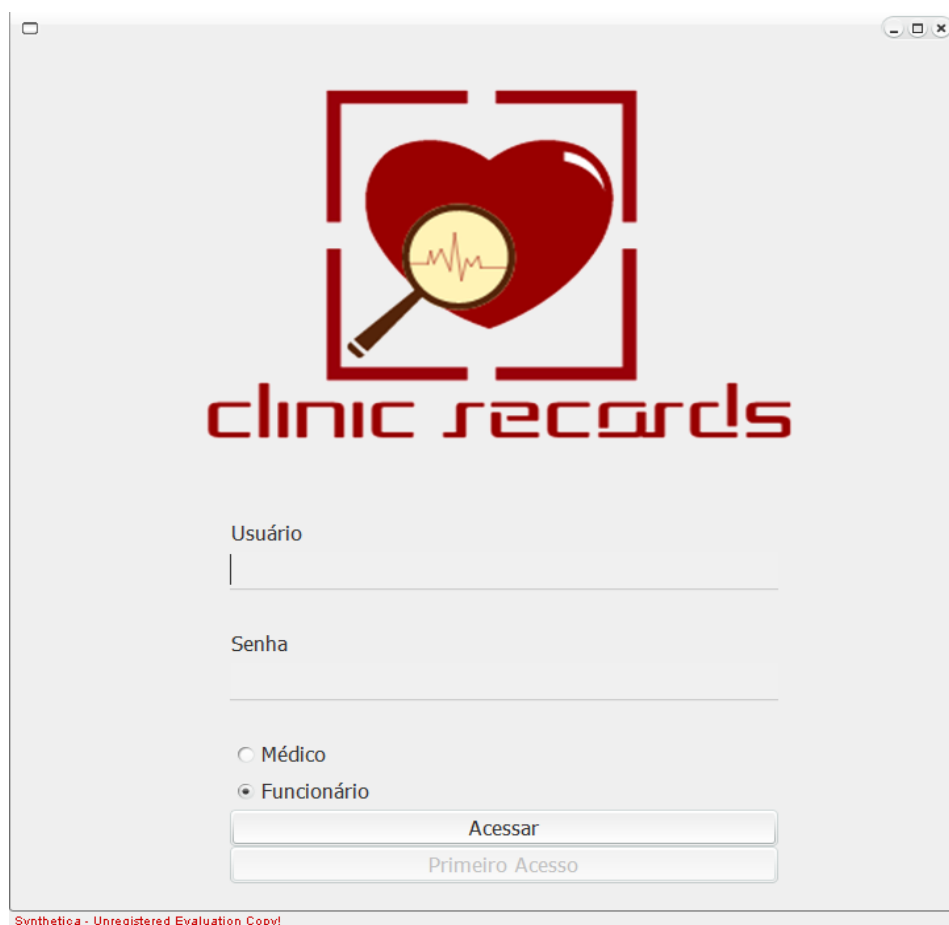 clinic records
Usuário
Senha
Médico
Funcionário
Acessar
Primeiro Acesso
Synthetica - Unregistered Evaluation Copy!